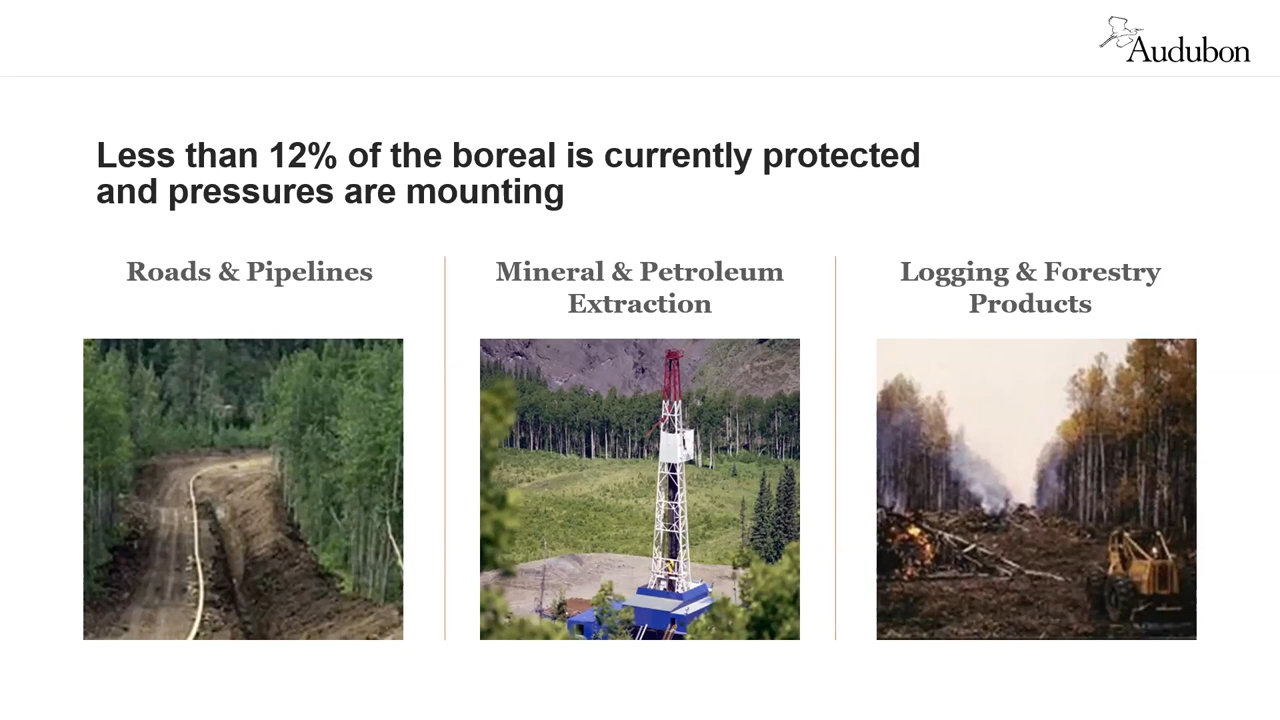 Audubon
Less than 12% of the boreal is currently protected
and pressures are mounting
Roads & Pipelines
Mineral & Petroleum
Extraction
Logging & Forestry
Products